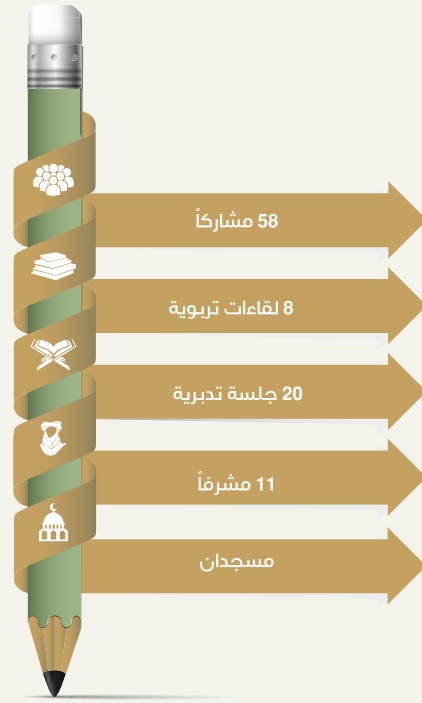 58 مشاركاً
8 لقاءات تربوية
20 جلسة تدبرية
11 مشرفاً
مسجدان